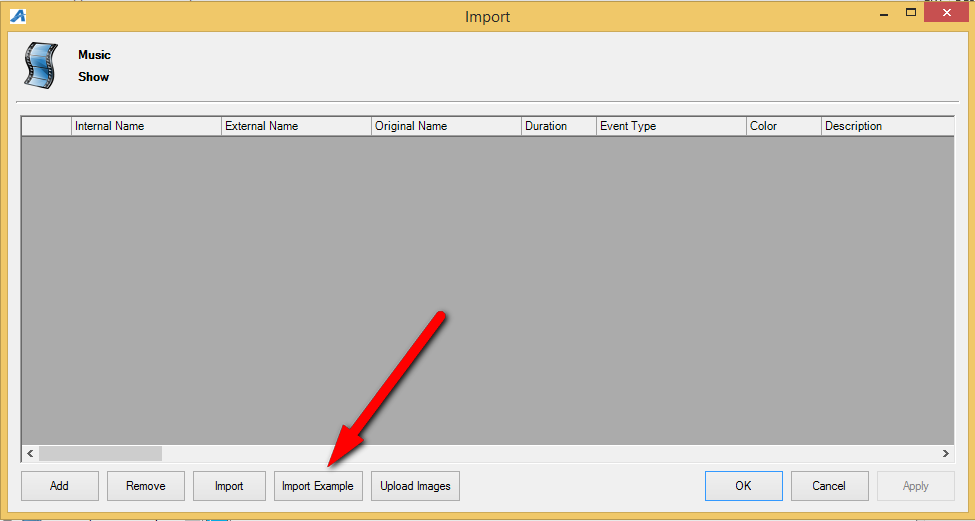 Import
Music
Show
Internal Name External Name Original Name Duration Event Type Color Description
Add Remove Import Import Example Upload Images OK Cancel Apply